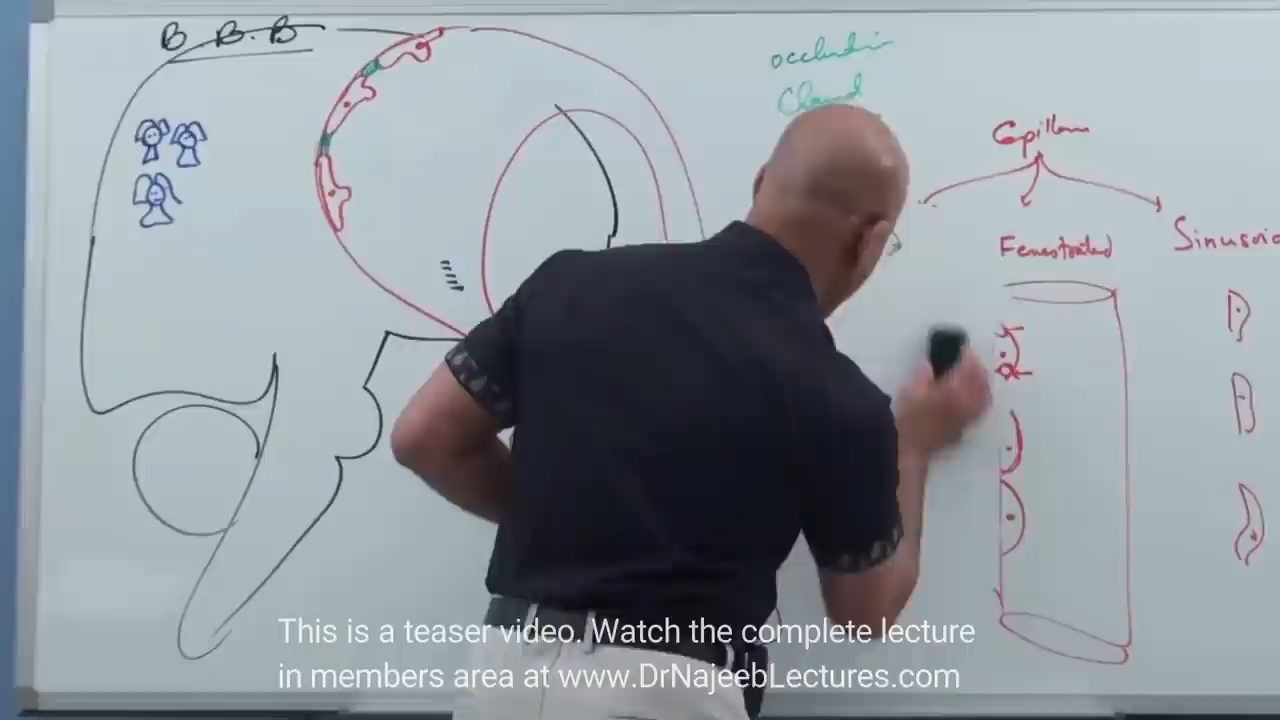 B. B. B
occludin
Claud
Capillary
Fenestrated
Sinusoid
This is a teaser video. Watch the complete lecture
in members area at www.DrNajeebLectures.com